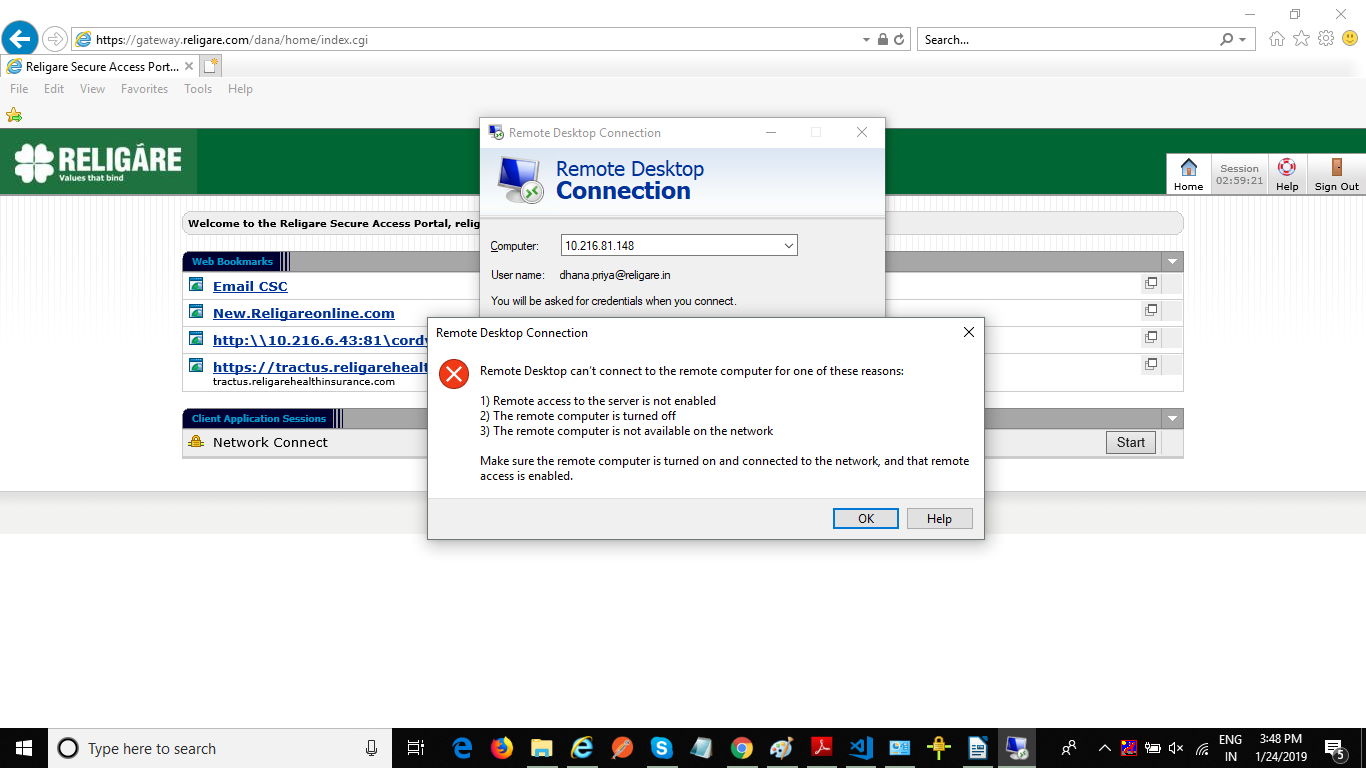 https://gateway.religare.com/dana/home/index.cgi
Search...
Religare Secure Access Port...
File Edit View Favorites Tools Help
RELIGÁRE
Values that bind
Home
Session
02:59:21
Help
Sign Out
Remote Desktop Connection
Remote Desktop
Connection
Computer: 10.216.81.148
User name: dhana.priya@religare.in
You will be asked for credentials when you connect.
Welcome to the Religare Secure Access Portal, relig
Web Bookmarks
Email CSC
New.Religareonline.com
http:\\10.216.6.43:81\cordy
https://tractus.religarehealt
tractus.religarehealthinsurance.com
Client Application Sessions
Network Connect
Start
Remote Desktop Connection
Remote Desktop can't connect to the remote computer for one of these reasons:
1) Remote access to the server is not enabled
2) The remote computer is turned off
3) The remote computer is not available on the network
Make sure the remote computer is turned on and connected to the network, and that remote
access is enabled.
OK Help
Type here to search
ENG
IN
3:48 PM
1/24/2019
5